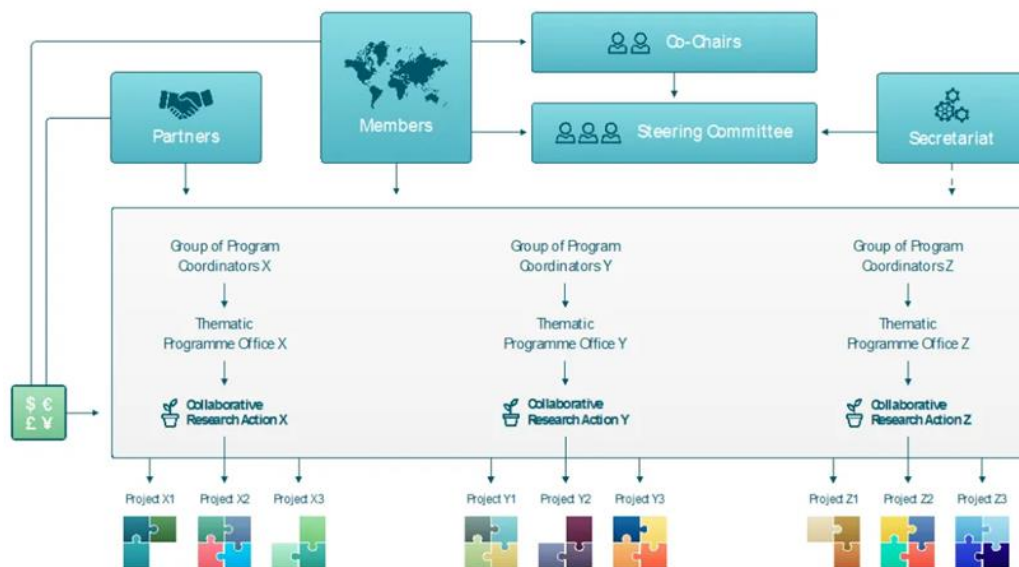 Co-Chairs
Members
Partners
Steering Committee
Secretariat
Group of Program
Coordinators X
Group of Program
Coordinators Y
Group of Program
Coordinators Z
Thematic
Programme Office X
Thematic
Programme Office Y
Thematic
Programme Office Z
$ €
£ ¥
Collaborative
Research Action X
Collaborative
Research Action Y
Collaborative
Research Action Z
Project X1
Project X2
Project X3
Project Y1
Project Y2
Project Y3
Project Z1
Project Z2
Project Z3